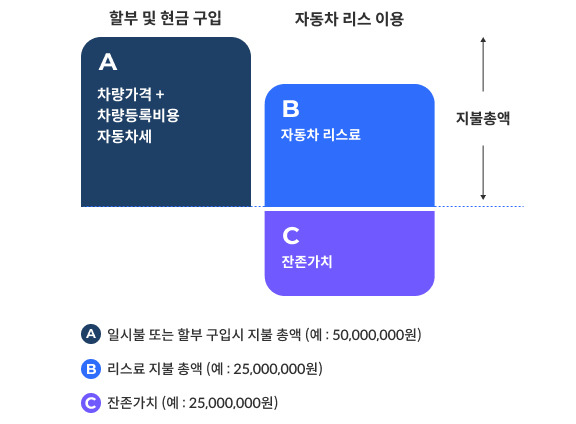 할부 및 현금 구입
자동차 리스 이용
A
차량가격 +
차량등록비용
자동차세
B
자동차 리스료
지불총액
C
잔존가치
A 일시불 또는 할부 구입시 지불 총액 (예 : 50,000,000원)
B 리스료 지불 총액 (예 : 25,000,000원)
C 잔존가치 (예 : 25,000,000원)